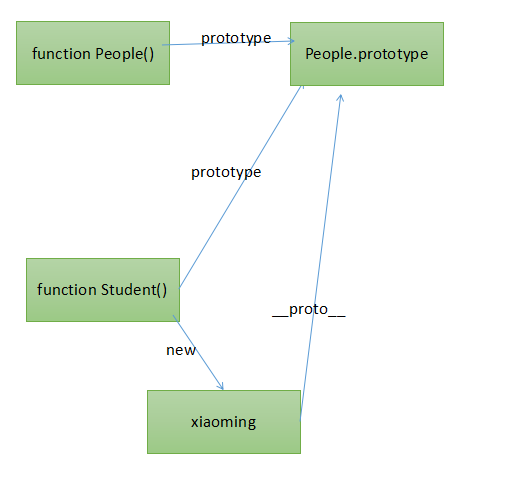 function People()
prototype
People.prototype
prototype
function Student()
__proto__
new
xiaoming